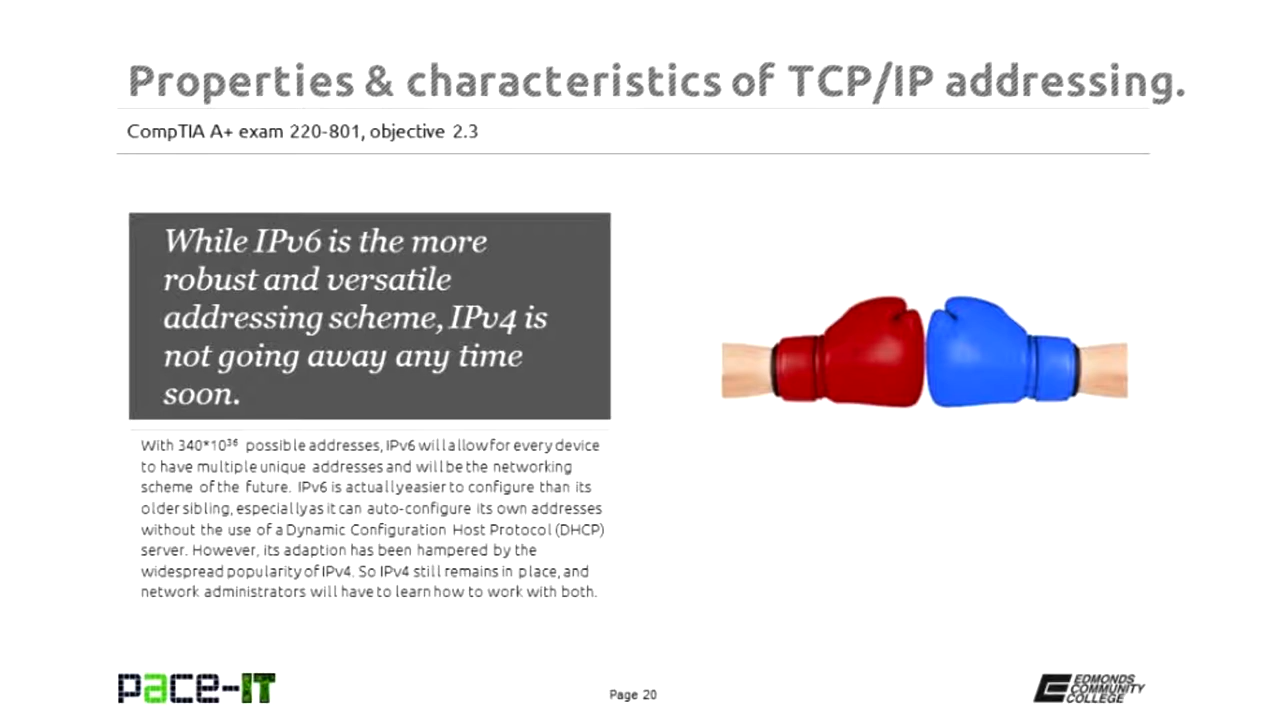 Properties & characteristics of TCP/IP addressing.
CompTIA A+ exam 220-801, objective 2.3
While IPv6 is the more
robust and versatile
addressing scheme, IPv4 is
not going away any time
soon.
With 340*10³⁶ possible addresses, IPv6 will allow for every device
to have multiple unique addresses and will be the networking
scheme of the future. IPv6 is actually easier to configure than its
older sibling, especially as it can auto-configure its own addresses
without the use of a Dynamic Configuration Host Protocol (DHCP)
server. However, its adaption has been hampered by the
widespread popularity of IPv4. So IPv4 still remains in place, and
network administrators will have to learn how to work with both.
pace-IT
Page 20
EDMONDS
COMMUNITY
COLLEGE